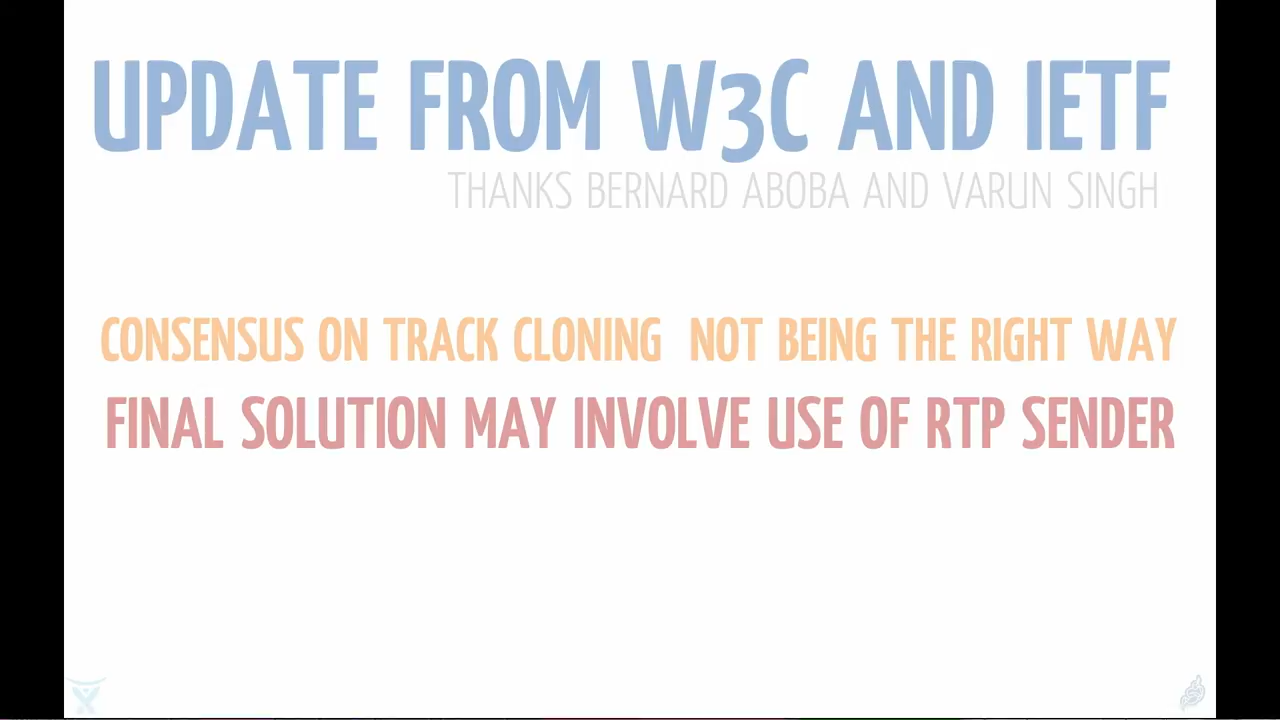 UPDATE FROM W3C AND IETF
THANKS BERNARD ABOBA AND VARUN SINGH
CONSENSUS ON TRACK CLONING NOT BEING THE RIGHT WAY
FINAL SOLUTION MAY INVOLVE USE OF RTP SENDER